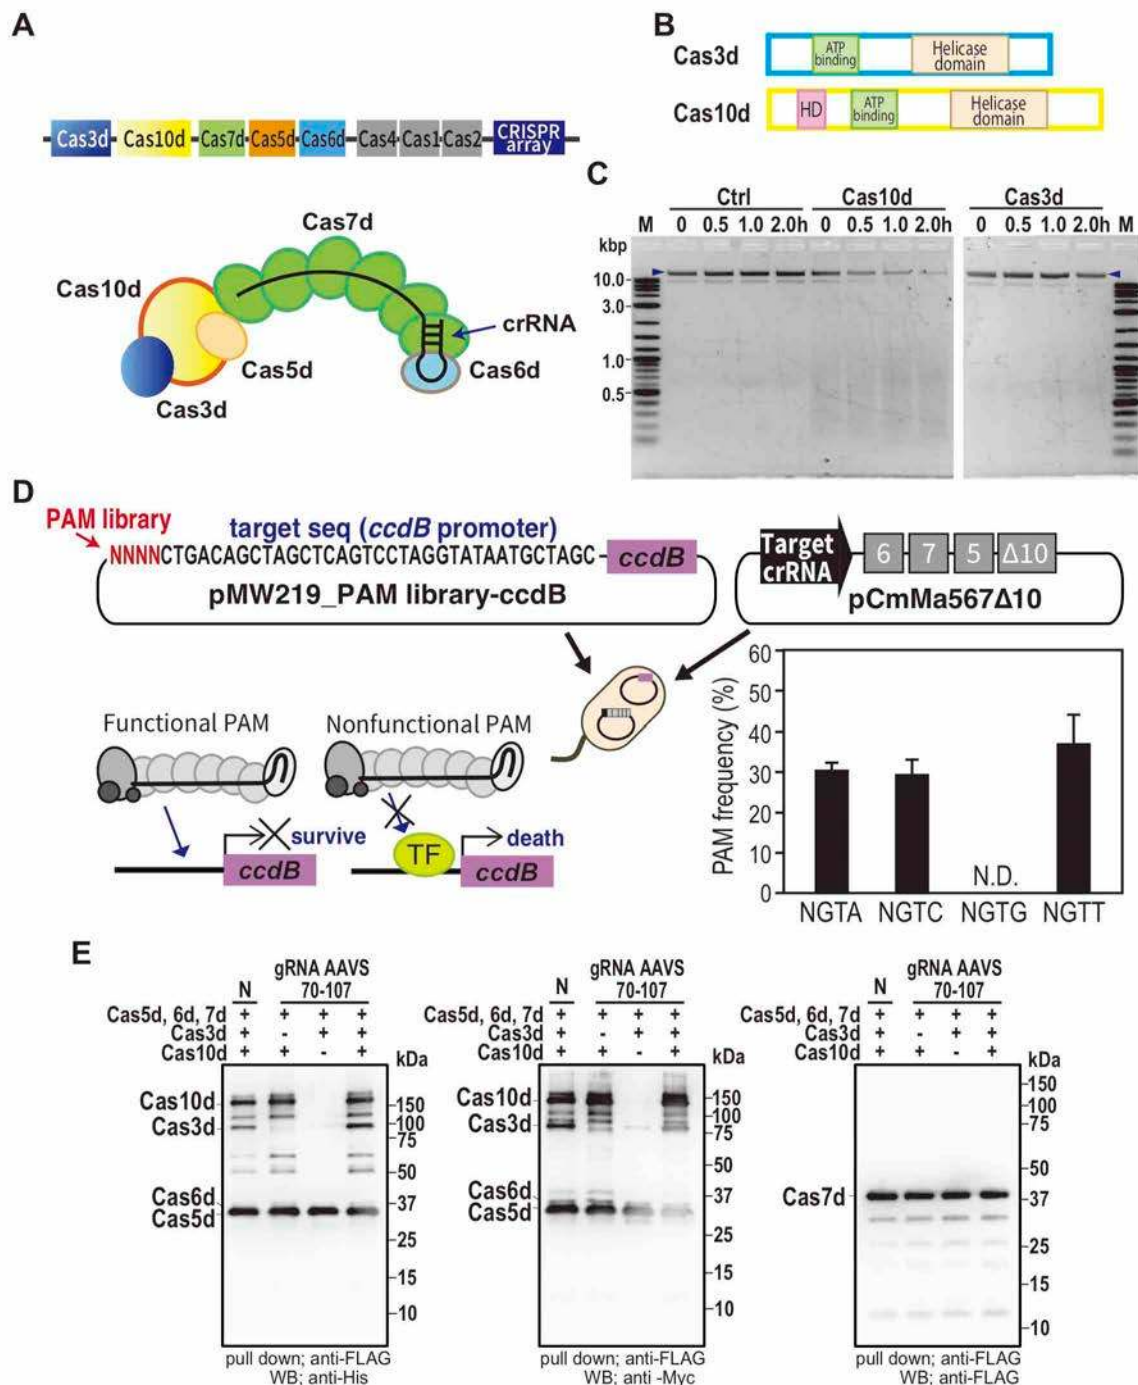 A
Cas3d Cas10d Cas7d Cas5d Cas6d Cas4 Cas1 Cas2 CRISPR array
Cas7d
Cas10d
crRNA
Cas5d
Cas6d
Cas3d
B
Cas3d ATP binding Helicase domain
Cas10d HD ATP binding Helicase domain
C
Ctrl Cas10d Cas3d
M 0 0.5 1.0 2.0h 0 0.5 1.0 2.0h 0 0.5 1.0 2.0h M
kbp
10.0
3.0
1.0
0.5
D
PAM library
target seq (ccdB promoter)
NNNNCTGACAGCTAGCTCAGTCCTAGGTATAATGCTAGC ccdB
pMW219_PAM library-ccdB
Target crRNA 6 7 5 Δ10
pCmMa567Δ10
Functional PAM
Nonfunctional PAM
survive
ccdB
TF
death
ccdB
PAM frequency (%)
60
50
40
30
20
10
0
N.D.
NGTA NGTC NGTG NGTT
E
gRNA AAVS
N 70-107
Cas5d, 6d, 7d + + + +
Cas3d + - + +
Cas10d + + - +
kDa
Cas10d
Cas3d
Cas6d
Cas5d
150
100
75
50
37
25
15
10
pull down; anti-FLAG
WB; anti-His
gRNA AAVS
N 70-107
Cas5d, 6d, 7d + + + +
Cas3d + - + +
Cas10d + + - +
kDa
Cas10d
Cas3d
Cas6d
Cas5d
150
100
75
50
37
25
15
10
pull down; anti-FLAG
WB; anti -Myc
gRNA AAVS
N 70-107
Cas5d, 6d, 7d + + + +
Cas3d + - + +
Cas10d + + - +
kDa
Cas7d
150
100
75
50
37
25
15
10
pull down; anti-FLAG
WB; anti-FLAG